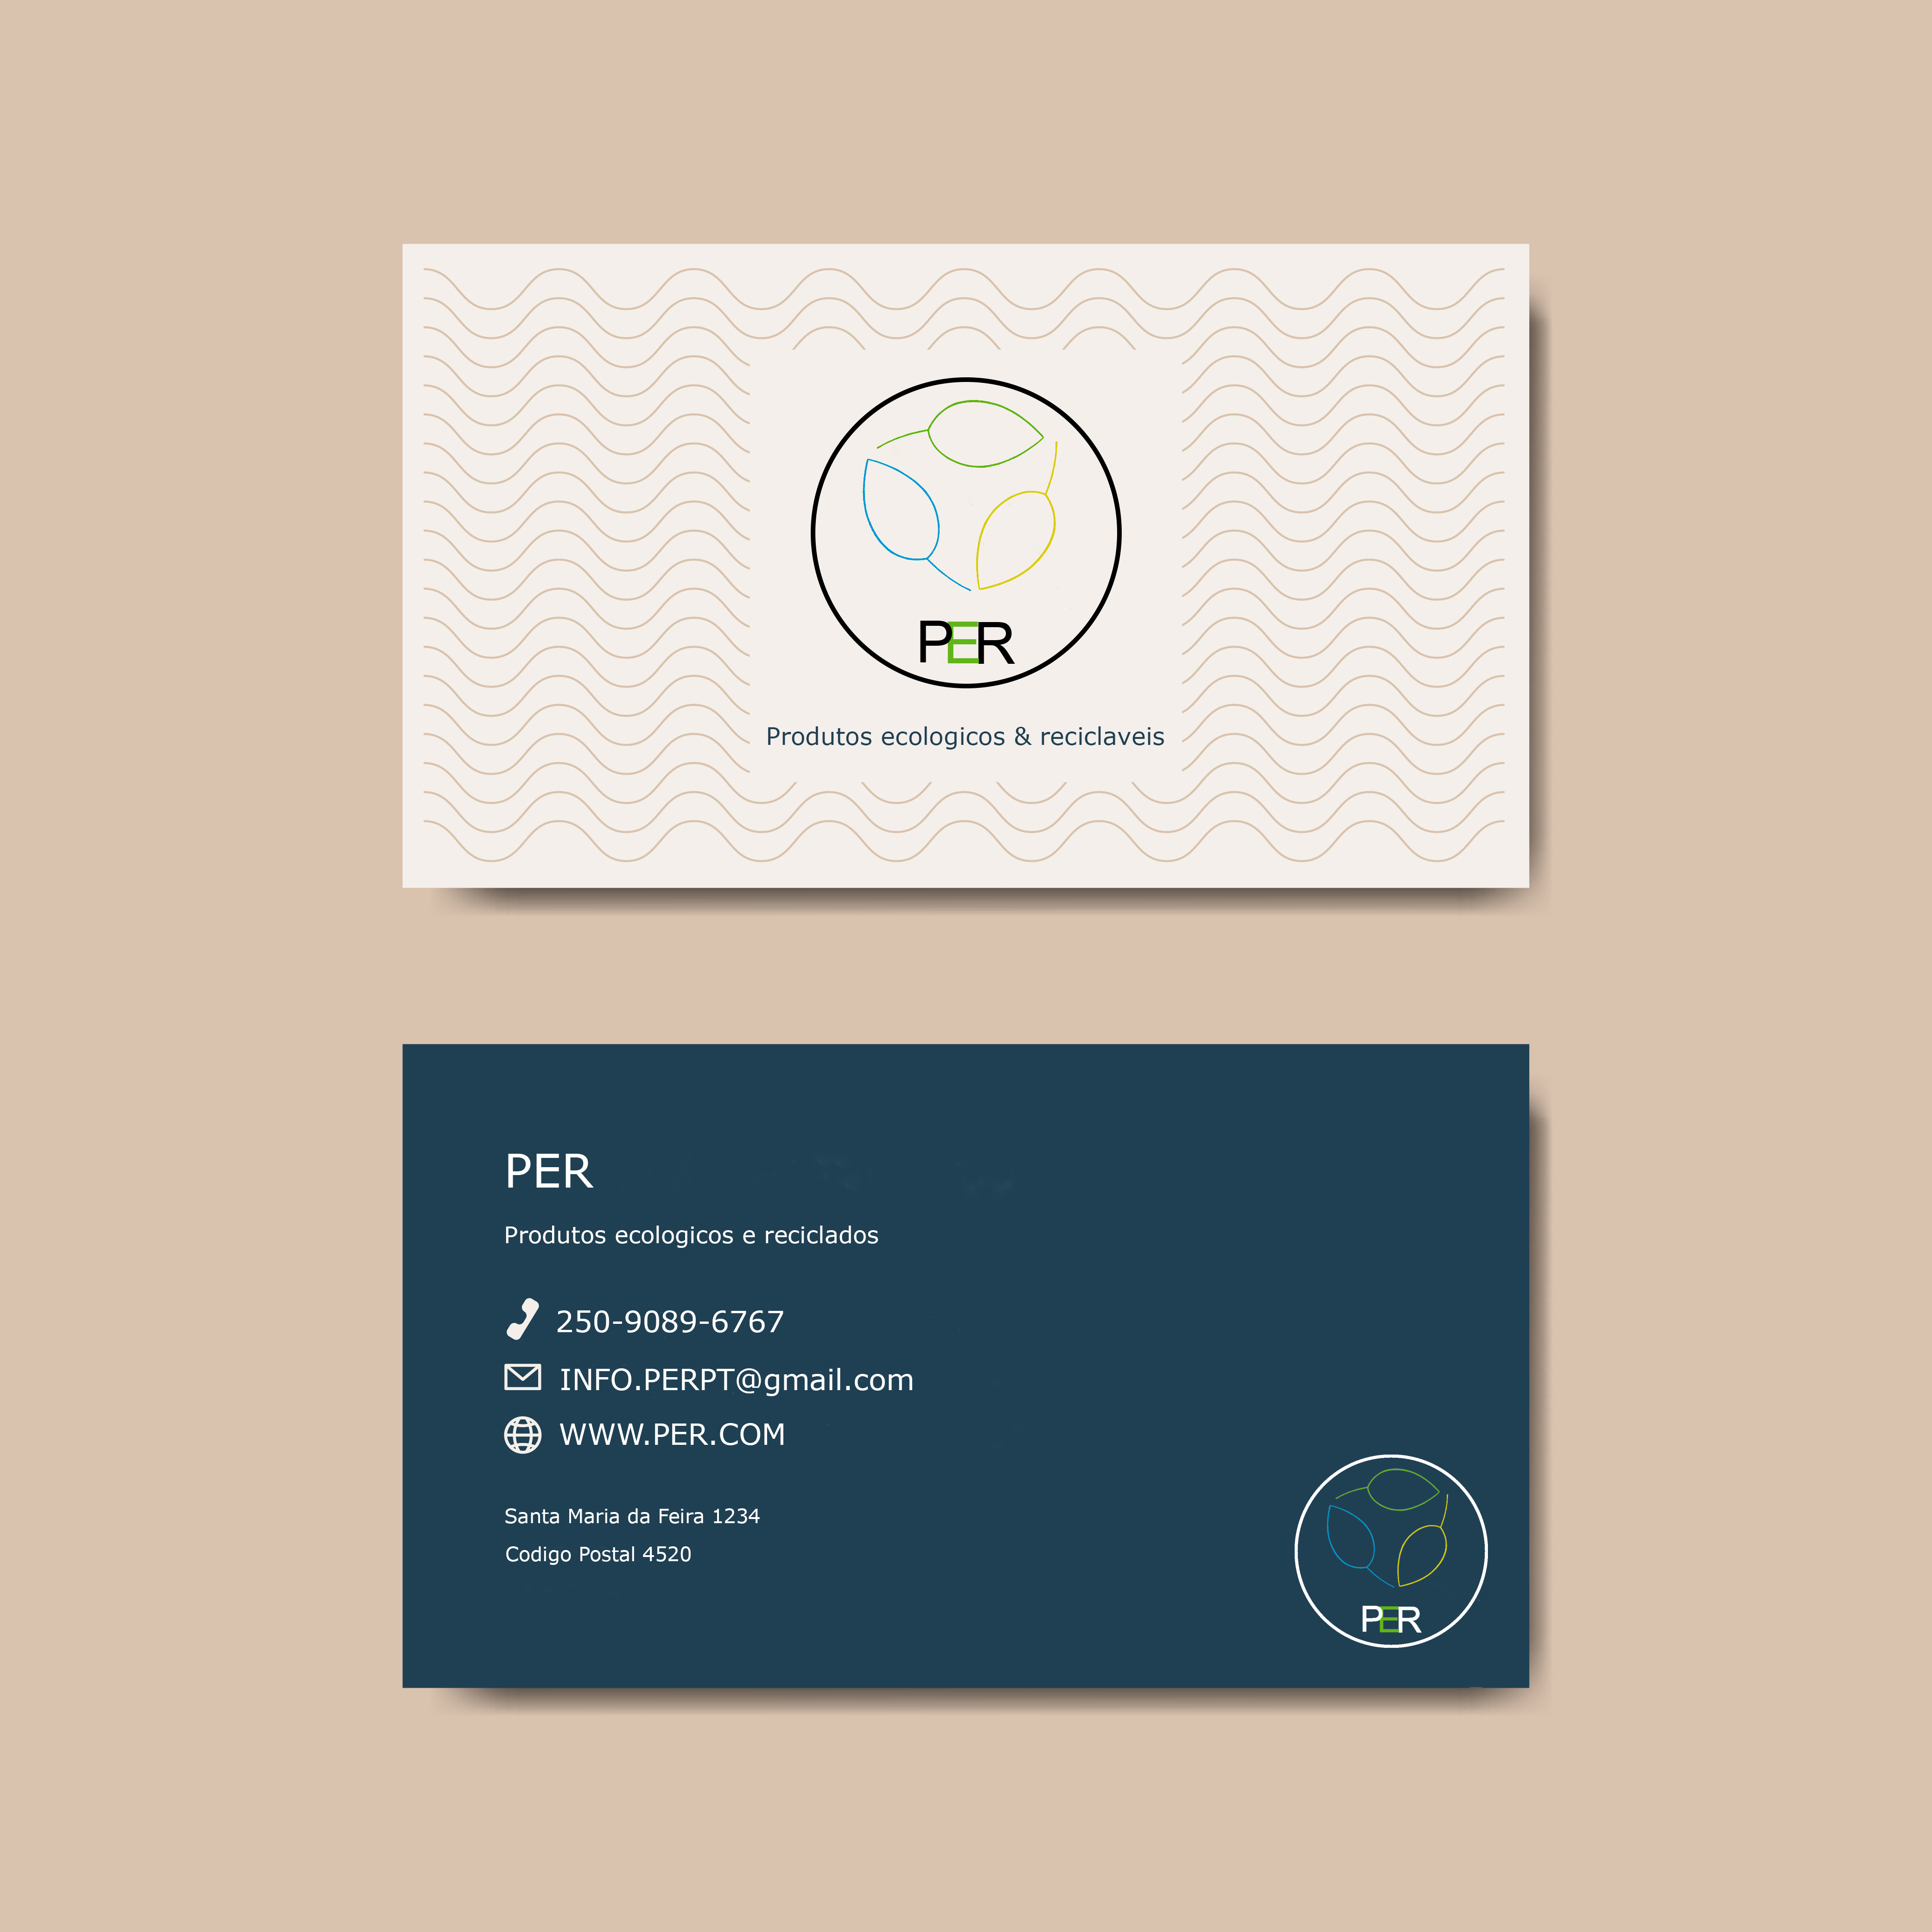 PER
Produtos ecologicos & reciclaveis
PER
Produtos ecologicos e reciclados
250-9089-6767
INFO.PERPT@gmail.com
WWW.PER.COM
Santa Maria da Feira 1234
Codigo Postal 4520
PER